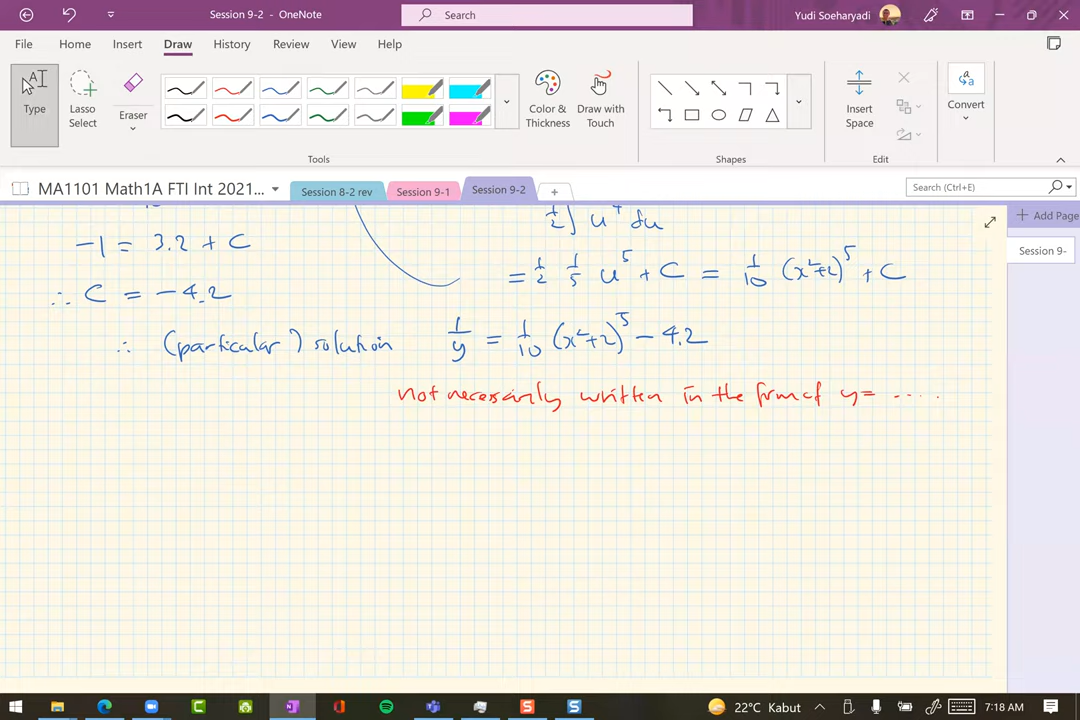 Session 9-2 - OneNote
Search
Yudi Soeharyadi
File Home Insert Draw History Review View Help
Type
Lasso Select
Eraser
Color & Thickness
Draw with Touch
Insert Space
Convert
Tools
Shapes
Edit
MA1101 Math1A FTI Int 2021...
Session 8-2 rev
Session 9-1
Session 9-2
Search (Ctrl+E)
Add Page
Session 9-
1/2 ∫ u^4 du
-1 = 3.2 + C
= 1/2 1/5 u^5 + C = 1/10 (x^2+2)^5 + C
∴ C = -4.2
∴ (particular) solution 1/y = 1/10 (x^2+2)^5 - 4.2
not necessarily written in the form of y= .....
22°C Kabut
7:18 AM